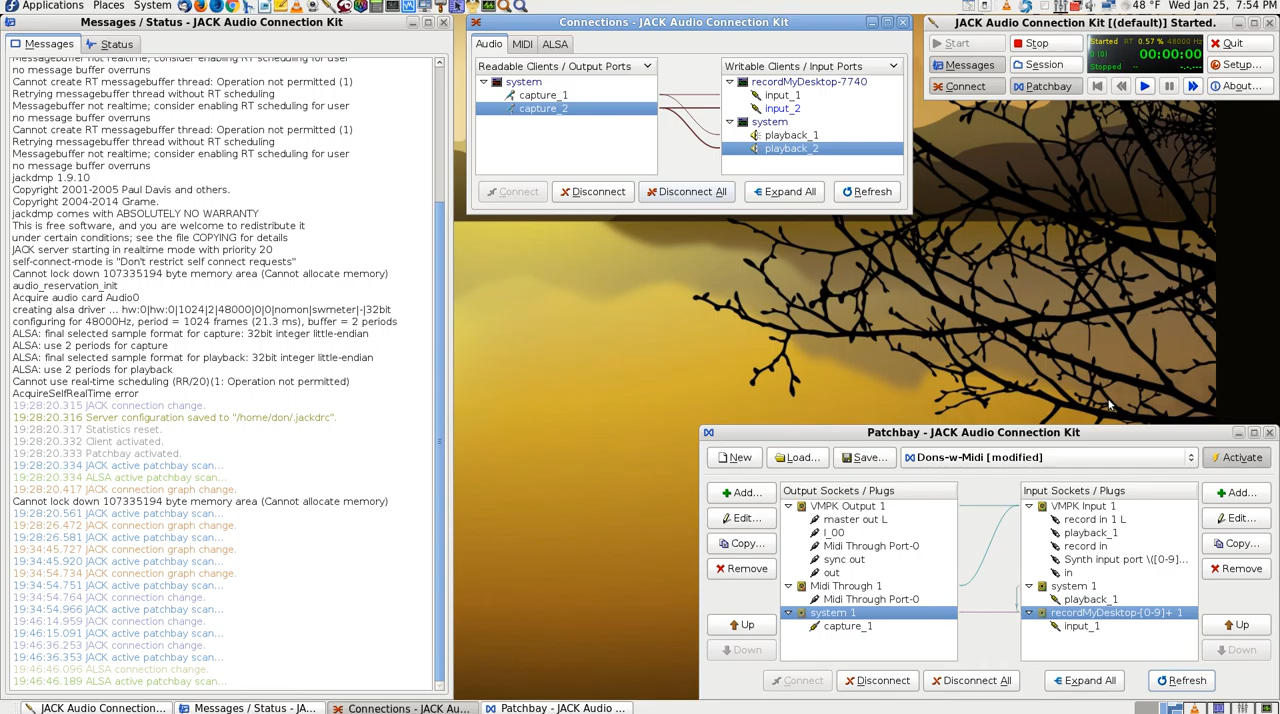 Applications Places System
48 °F Wed Jan 25, 7:54 PM
Messages / Status - JACK Audio Connection Kit
Messages
Status
Messagebuffer not realtime; consider enabling RT scheduling for user
no message buffer overruns
Cannot create RT messagebuffer thread: Operation not permitted (1)
Retrying messagebuffer thread without RT scheduling
Messagebuffer not realtime; consider enabling RT scheduling for user
no message buffer overruns
Cannot create RT messagebuffer thread: Operation not permitted (1)
Retrying messagebuffer thread without RT scheduling
Messagebuffer not realtime; consider enabling RT scheduling for user
no message buffer overruns
jackdmp 1.9.10
Copyright 2001-2005 Paul Davis and others.
Copyright 2004-2014 Grame.
jackdmp comes with ABSOLUTELY NO WARRANTY
This is free software, and you are welcome to redistribute it
under certain conditions; see the file COPYING for details
JACK server starting in realtime mode with priority 20
self-connect-mode is "Don't restrict self connect requests"
Cannot lock down 107335194 byte memory area (Cannot allocate memory)
audio_reservation_init
Acquire audio card Audio0
creating alsa driver ... hw:0|hw:0|1024|2|48000|0|0|nomon|swmeter|-|32bit
configuring for 48000Hz, period = 1024 frames (21.3 ms), buffer = 2 periods
ALSA: final selected sample format for capture: 32bit integer little-endian
ALSA: use 2 periods for capture
ALSA: final selected sample format for playback: 32bit integer little-endian
ALSA: use 2 periods for playback
Cannot use real-time scheduling (RR/20)(1: Operation not permitted)
AcquireSelfRealTime error
19:28:20.315 JACK connection change.
19:28:20.316 Server configuration saved to "/home/don/.jackdrc".
19:28:20.317 Statistics reset.
19:28:20.332 Client activated.
19:28:20.333 Patchbay activated.
19:28:20.334 JACK active patchbay scan...
19:28:20.334 ALSA active patchbay scan...
19:28:20.417 JACK connection graph change.
Cannot lock down 107335194 byte memory area (Cannot allocate memory)
19:28:20.561 JACK active patchbay scan...
19:28:26.472 JACK connection graph change.
19:28:26.581 JACK active patchbay scan...
19:34:45.727 JACK connection graph change.
19:34:45.920 JACK active patchbay scan...
19:34:54.734 JACK connection graph change.
19:34:54.751 JACK active patchbay scan...
19:34:54.764 JACK connection change.
19:34:54.966 JACK active patchbay scan...
19:46:14.959 JACK connection change.
19:46:15.091 JACK active patchbay scan...
19:46:36.253 JACK connection change.
19:46:36.353 JACK active patchbay scan...
19:46:46.096 ALSA connection change.
19:46:46.189 ALSA active patchbay scan...
Connections - JACK Audio Connection Kit
Audio MIDI ALSA
Readable Clients / Output Ports
system
capture_1
capture_2
Writable Clients / Input Ports
recordMyDesktop-7740
input_1
input_2
system
playback_1
playback_2
Connect Disconnect Disconnect All Expand All Refresh
JACK Audio Connection Kit [(default)] Started.
Start Stop
Started RT 0.57 % 48000 Hz
0 (0) 00:00:00
Stopped -- -.-.----
Quit
Messages Session Setup...
Connect Patchbay About...
Patchbay - JACK Audio Connection Kit
New Load... Save... Dons-w-Midi [modified] Activate
Add...
Edit...
Copy...
Remove
Up
Down
Output Sockets / Plugs
VMPK Output 1
master out L
l_00
Midi Through Port-0
sync out
out
Midi Through 1
Midi Through Port-0
system 1
capture_1
Input Sockets / Plugs
VMPK Input 1
record in 1 L
playback_1
record in
Synth input port \([0-9]...
in
system 1
playback_1
recordMyDesktop-[0-9]+ 1
input_1
Add...
Edit...
Copy...
Remove
Up
Down
Connect Disconnect Disconnect All Expand All Refresh
JACK Audio Connection... Messages / Status - JA... Connections - JACK Au... Patchbay - JACK Audio ...